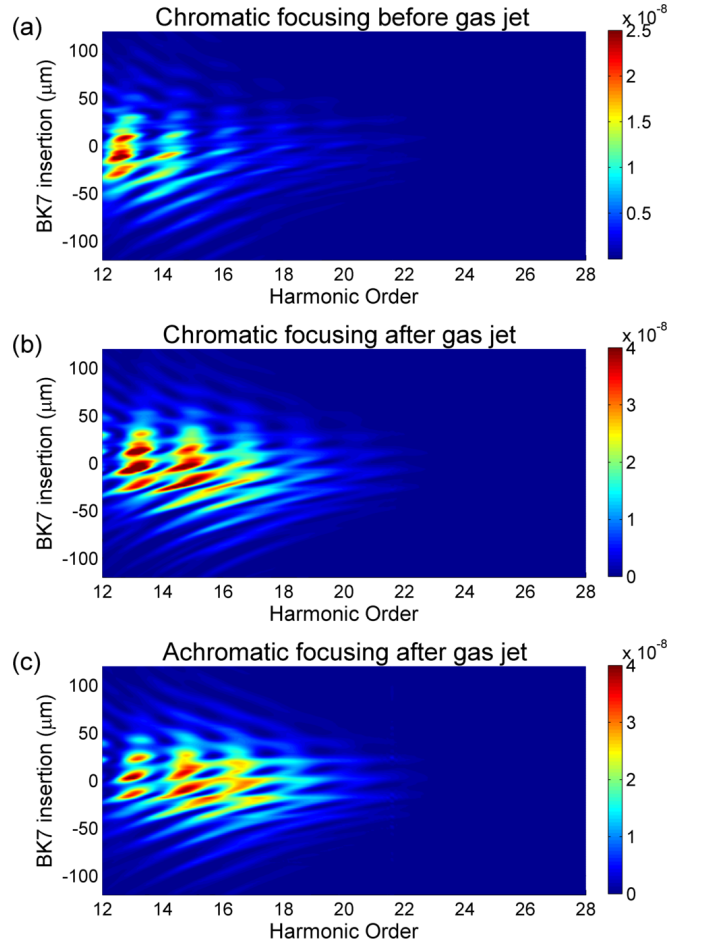 (a)
Chromatic focusing before gas jet
x 10-8
BK7 insertion (μm)
100
50
0
-50
-100
12 14 16 18 20 22 24 26 28
Harmonic Order
2.5
2
1.5
1
0.5
(b)
Chromatic focusing after gas jet
x 10-8
BK7 insertion (μm)
100
50
0
-50
-100
12 14 16 18 20 22 24 26 28
Harmonic Order
4
3
2
1
0
(c)
Achromatic focusing after gas jet
x 10-8
BK7 insertion (μm)
100
50
0
-50
-100
12 14 16 18 20 22 24 26 28
Harmonic Order
4
3
2
1
0